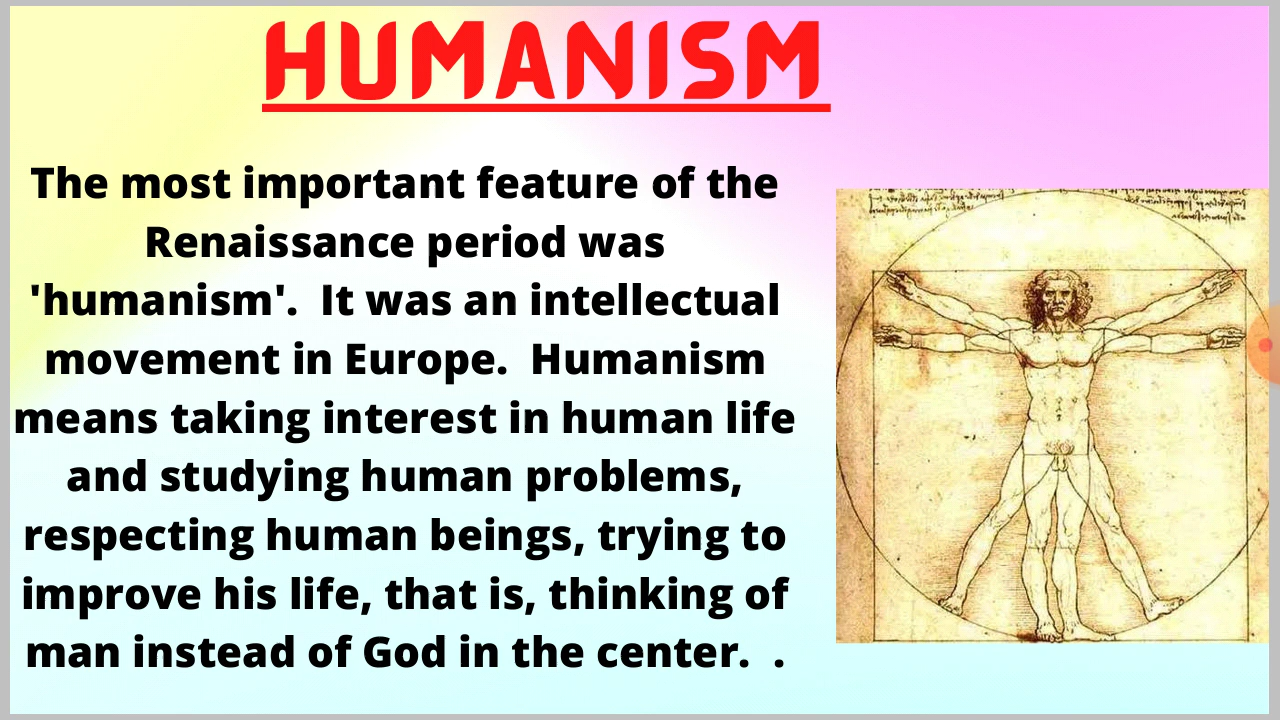 HUMANISM
The most important feature of the
Renaissance period was
'humanism'.  It was an intellectual
movement in Europe.  Humanism
means taking interest in human life
and studying human problems,
respecting human beings, trying to
improve his life, that is, thinking of
man instead of God in the center.  .